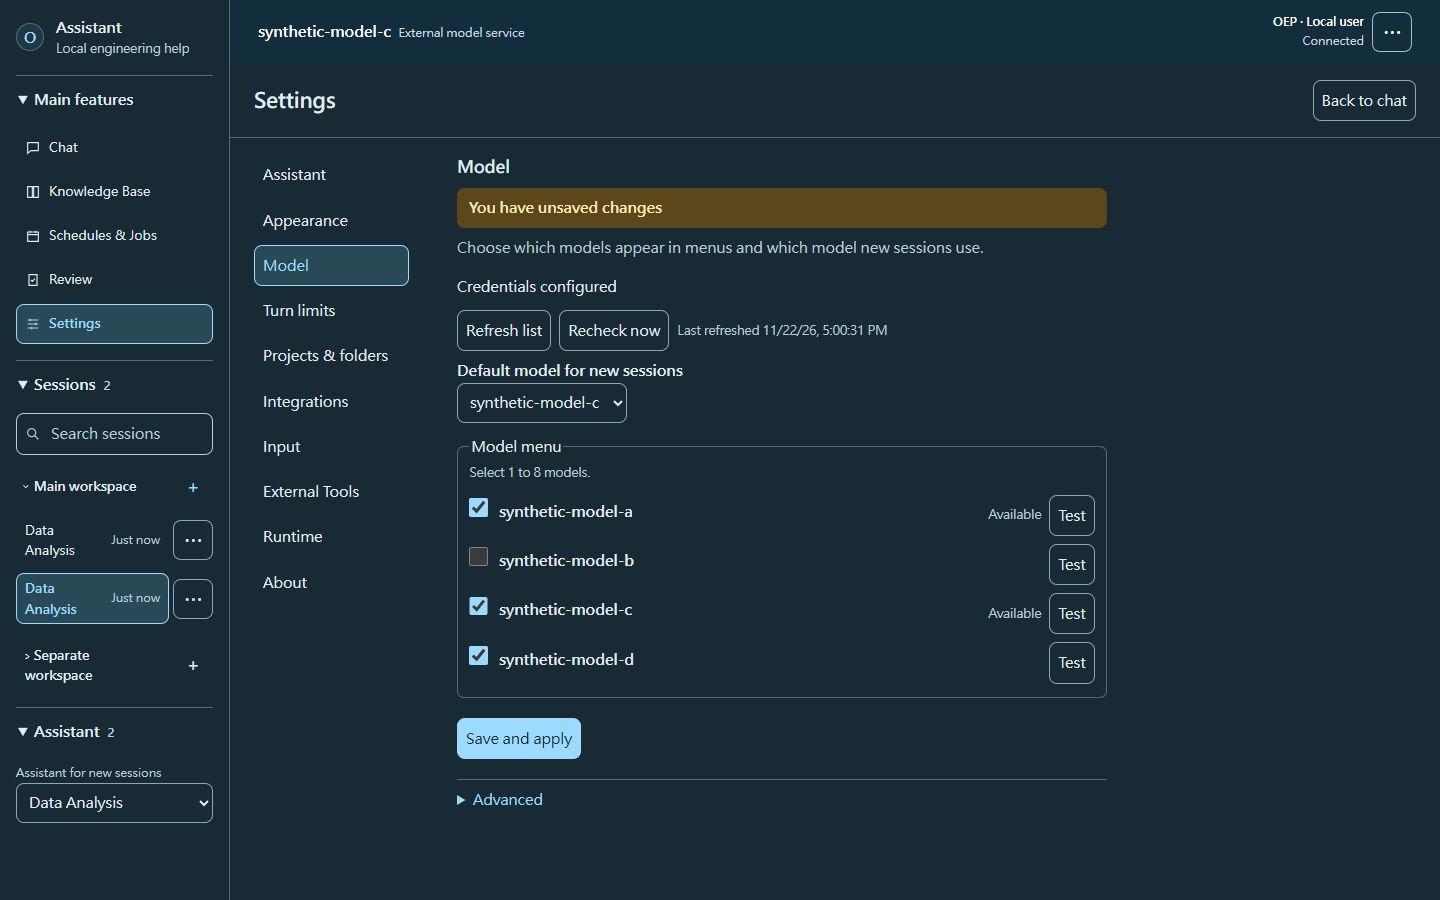 O
Assistant
Local engineering help
Main features
Chat
Knowledge Base
Schedules & Jobs
Review
Settings
Sessions 2
Search sessions
Main workspace +
Data
Analysis
Just now
...
Data
Analysis
Just now
...
Separate
workspace
+
Assistant 2
Assistant for new sessions
Data Analysis
synthetic-model-c External model service
OEP · Local user
Connected
...
Settings
Back to chat
Assistant
Appearance
Model
Turn limits
Projects & folders
Integrations
Input
External Tools
Runtime
About
Model
You have unsaved changes
Choose which models appear in menus and which model new sessions use.
Credentials configured
Refresh list Recheck now Last refreshed 11/22/26, 5:00:31 PM
Default model for new sessions
synthetic-model-c
Model menu
Select 1 to 8 models.
synthetic-model-a Available Test
synthetic-model-b Test
synthetic-model-c Available Test
synthetic-model-d Test
Save and apply
Advanced